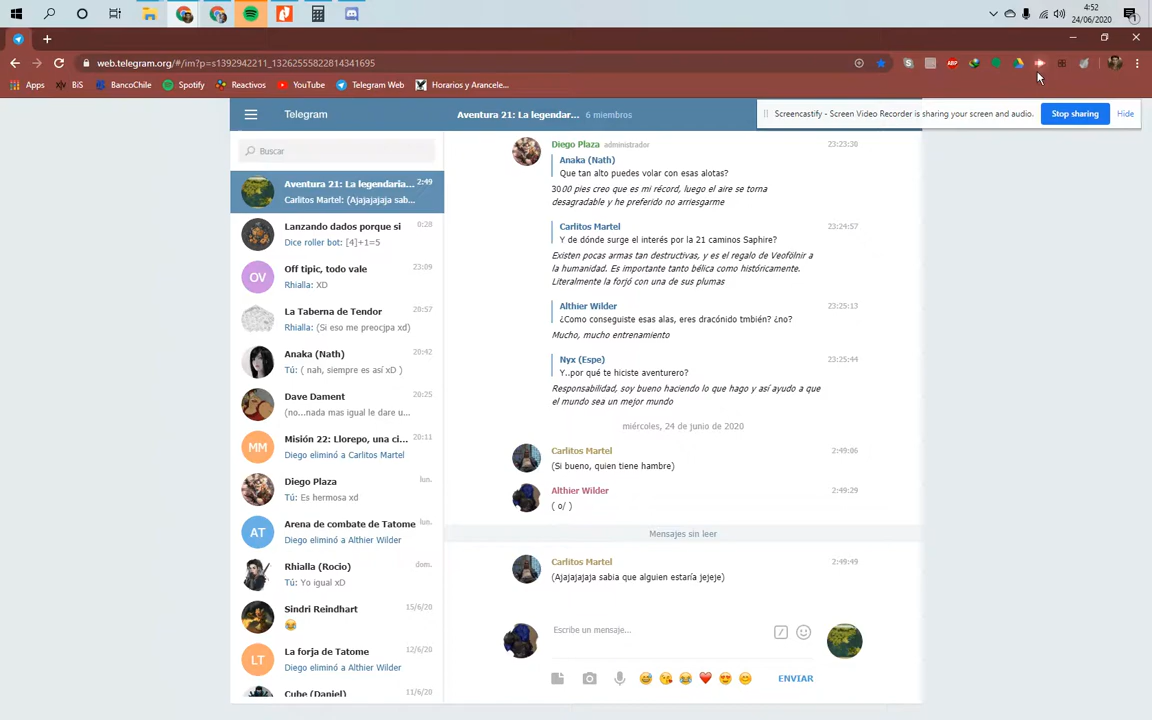 4:52
24/06/2020
web.telegram.org/#/im?p=s1392942211_13262555822814341695
Apps
BiS
BancoChile
Spotify
Reactivos
YouTube
Telegram Web
Horarios y Arancele...
Screencastify - Screen Video Recorder is sharing your screen and audio.
Stop sharing
Hide
Telegram
Aventura 21: La legendar... 6 miembros
Buscar
Aventura 21: La legendaria... 2:49
Carlitos Martel: (Ajajajajaja sab...
Lanzando dados porque si 0:28
Dice roller bot: [4]+1=5
OV
Off tipic, todo vale 23:09
Rhialla: XD
La Taberna de Tendor 20:57
Rhialla: (Si eso me preocjpa xd)
Anaka (Nath) 20:42
Tú: ( nah, siempre es así xD )
Dave Dament 20:25
(no...nada mas igual le dare u...
MM
Misión 22: Llorepo, una ci... 20:11
Diego eliminó a Carlitos Martel
Diego Plaza lun.
Tú: Es hermosa xd
AT
Arena de combate de Tatome lun.
Diego eliminó a Althier Wilder
Rhialla (Rocio) dom.
Tú: Yo igual xD
Sindri Reindhart 15/6/20
😂
LT
La forja de Tatome 12/6/20
Diego eliminó a Althier Wilder
Cube (Daniel) 11/6/20
Diego Plaza administrador 23:23:30
Anaka (Nath)
Que tan alto puedes volar con esas alotas?
3000 pies creo que es mi récord, luego el aire se torna
desagradable y he preferido no arriesgarme
Carlitos Martel 23:24:57
Y de dónde surge el interés por la 21 caminos Saphire?
Existen pocas armas tan destructivas, y es el regalo de Veofölnir a
la humanidad. Es importante tanto bélica como históricamente.
Literalmente la forjó con una de sus plumas
Althier Wilder 23:25:13
¿Como conseguiste esas alas, eres dracónido tmbién? ¿no?
Mucho, mucho entrenamiento
Nyx (Espe) 23:25:44
Y..por qué te hiciste aventurero?
Responsabilidad, soy bueno haciendo lo que hago y así ayudo a que
el mundo sea un mejor mundo
miércoles, 24 de junio de 2020
Carlitos Martel 2:49:06
(Si bueno, quien tiene hambre)
Althier Wilder 2:49:29
( o/ )
Mensajes sin leer
Carlitos Martel 2:49:49
(Ajajajajaja sabia que alguien estaría jejeje)
Escribe un mensaje...
ENVIAR